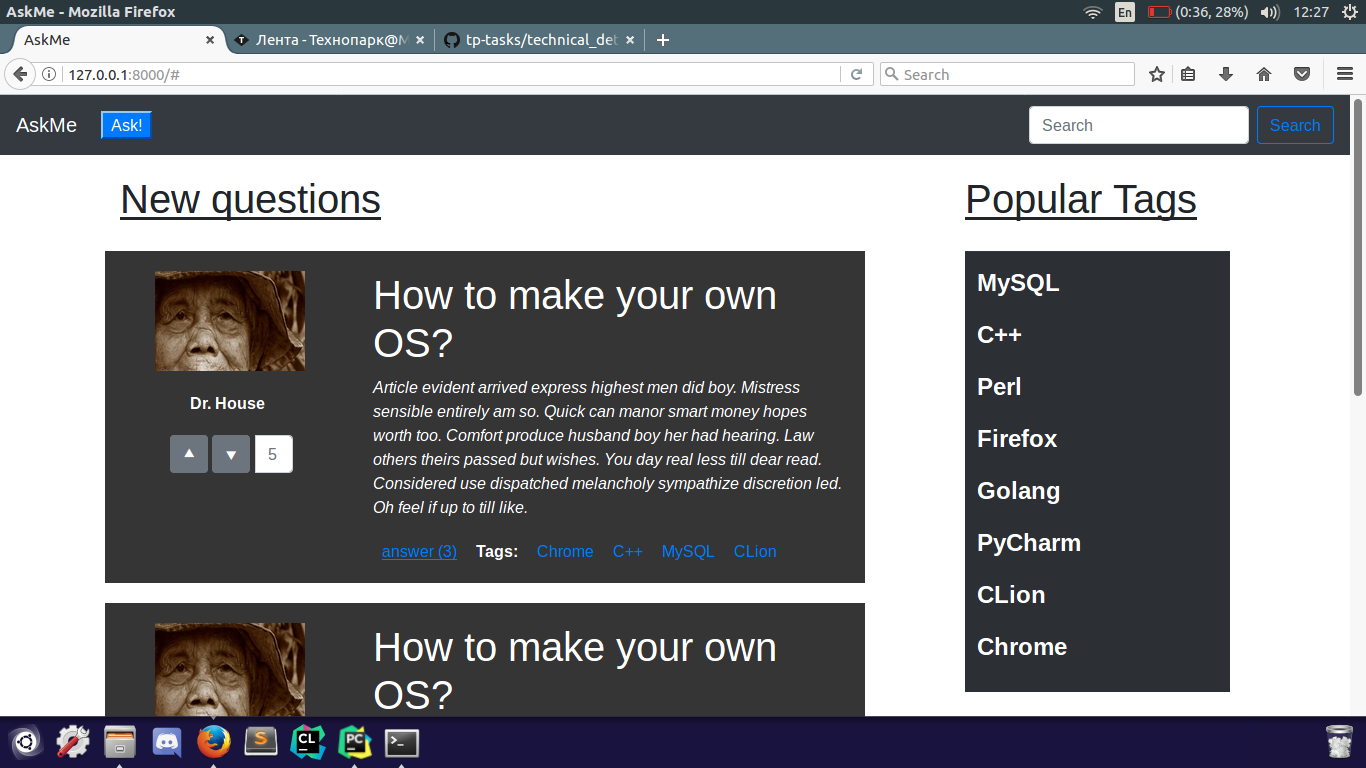 AskMe - Mozilla Firefox
En
(0:36, 28%)
12:27
AskMe
Лента - Технопарк@M
tp-tasks/technical_det
127.0.0.1:8000/#
Search
AskMe
Ask!
Search
Search
New questions
Popular Tags
How to make your own
OS?
Dr. House
5
Article evident arrived express highest men did boy. Mistress
sensible entirely am so. Quick can manor smart money hopes
worth too. Comfort produce husband boy her had hearing. Law
others theirs passed but wishes. You day real less till dear read.
Considered use dispatched melancholy sympathize discretion led.
Oh feel if up to till like.
answer (3)
Tags:
Chrome
C++
MySQL
CLion
How to make your own
OS?
MySQL
C++
Perl
Firefox
Golang
PyCharm
CLion
Chrome
S
CL
PC
>_